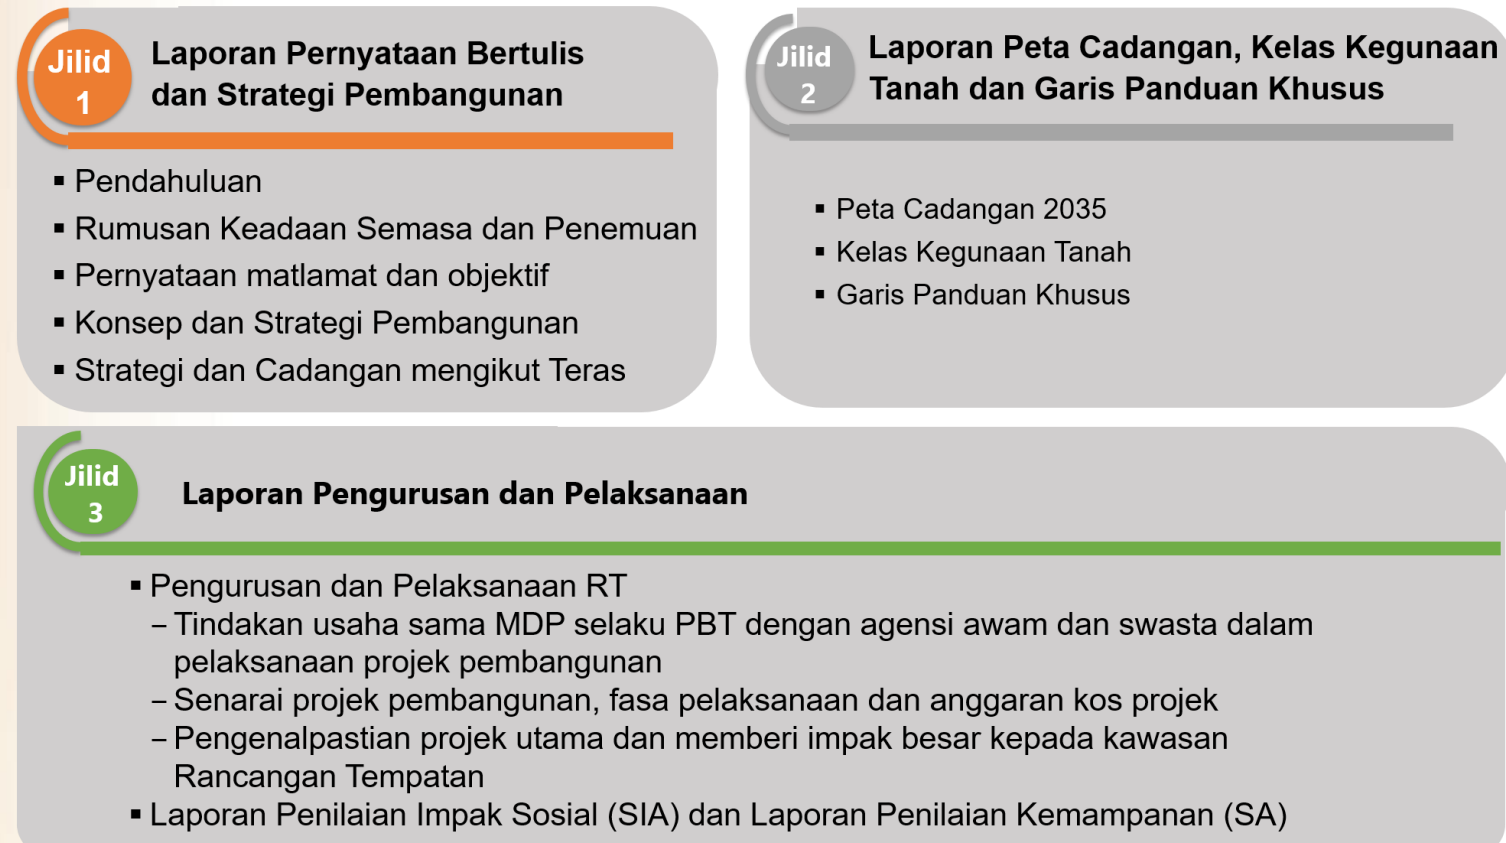 Jilid
1
Laporan Pernyataan Bertulis
dan Strategi Pembangunan
▪ Pendahuluan
▪ Rumusan Keadaan Semasa dan Penemuan
▪ Pernyataan matlamat dan objektif
▪ Konsep dan Strategi Pembangunan
▪ Strategi dan Cadangan mengikut Teras
Jilid
2
Laporan Peta Cadangan, Kelas Kegunaan
Tanah dan Garis Panduan Khusus
▪ Peta Cadangan 2035
▪ Kelas Kegunaan Tanah
▪ Garis Panduan Khusus
Jilid
3
Laporan Pengurusan dan Pelaksanaan
▪ Pengurusan dan Pelaksanaan RT
– Tindakan usaha sama MDP selaku PBT dengan agensi awam dan swasta dalam
pelaksanaan projek pembangunan
– Senarai projek pembangunan, fasa pelaksanaan dan anggaran kos projek
– Pengenalpastian projek utama dan memberi impak besar kepada kawasan
Rancangan Tempatan
▪ Laporan Penilaian Impak Sosial (SIA) dan Laporan Penilaian Kemampanan (SA)